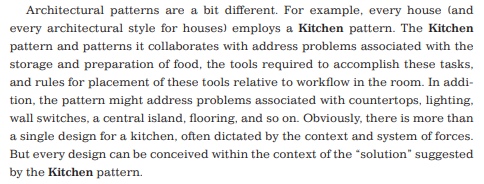 Architectural patterns are a bit different. For example, every house (and
every architectural style for houses) employs a Kitchen pattern. The Kitchen
pattern and patterns it collaborates with address problems associated with the
storage and preparation of food, the tools required to accomplish these tasks,
and rules for placement of these tools relative to workflow in the room. In addi-
tion, the pattern might address problems associated with countertops, lighting,
wall switches, a central island, flooring, and so on. Obviously, there is more than
a single design for a kitchen, often dictated by the context and system of forces.
But every design can be conceived within the context of the “solution” suggested
by the Kitchen pattern.